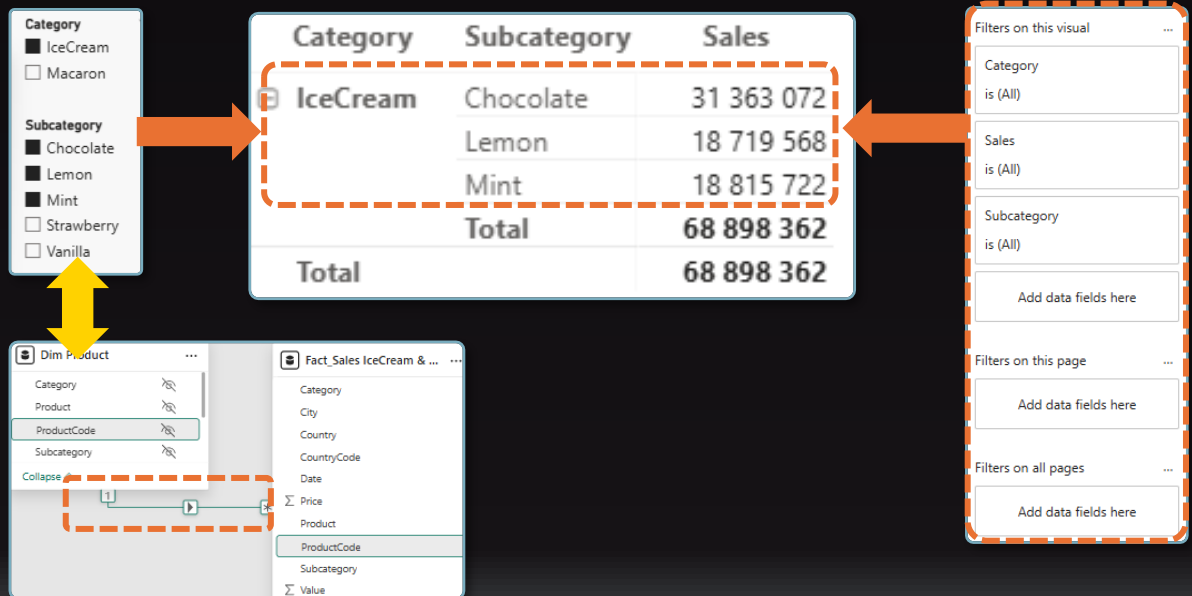 Category
IceCream
Macaron
Subcategory
Chocolate
Lemon
Mint
Strawberry
Vanilla
Category Subcategory Sales
IceCream Chocolate 31 363 072
Lemon 18 719 568
Mint 18 815 722
Total 68 898 362
Total 68 898 362
Filters on this visual ...
Category
is (All)
Sales
is (All)
Subcategory
is (All)
Add data fields here
Filters on this page ...
Add data fields here
Filters on all pages ...
Add data fields here
Dim Product ...
Category
Product
ProductCode
Subcategory
Collapse
1
*
Fact_Sales IceCream & ... ...
Category
City
Country
CountryCode
Date
Σ Price
Product
ProductCode
Subcategory
Σ Value